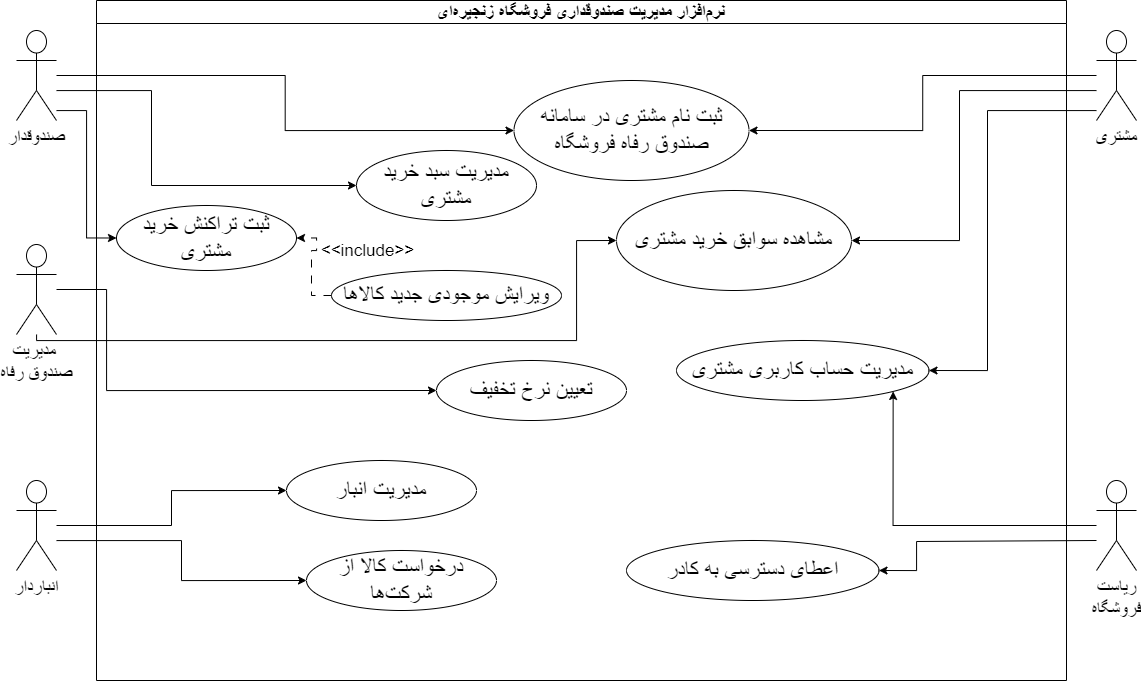 نرم‌افزار مدیریت صندوقداری فروشگاه زنجیره‌ای
صندوقدار
مشتری
ثبت نام مشتری در سامانه
صندوق رفاه فروشگاه
مدیریت سبد خرید
مشتری
ثبت تراکنش خرید
مشتری
مشاهده سوابق خرید مشتری
<<include>>
ویرایش موجودی جدید کالاها
مدیریت
صندوق رفاه
مدیریت حساب کاربری مشتری
تعیین نرخ تخفیف
مدیریت انبار
درخواست کالا از
شرکت‌ها
اعطای دسترسی به کادر
انباردار
ریاست
فروشگاه